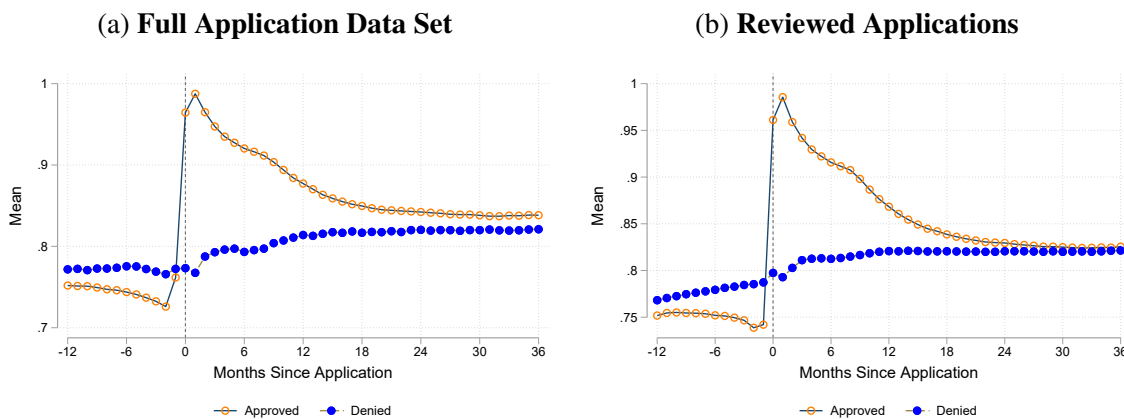 (a) Full Application Data Set
1
.9
.8
.7
Mean
-12 -6 0 6 12 18 24 30 36
Months Since Application
Approved Denied
(b) Reviewed Applications
1
.95
.9
.85
.8
.75
Mean
-12 -6 0 6 12 18 24 30 36
Months Since Application
Approved Denied